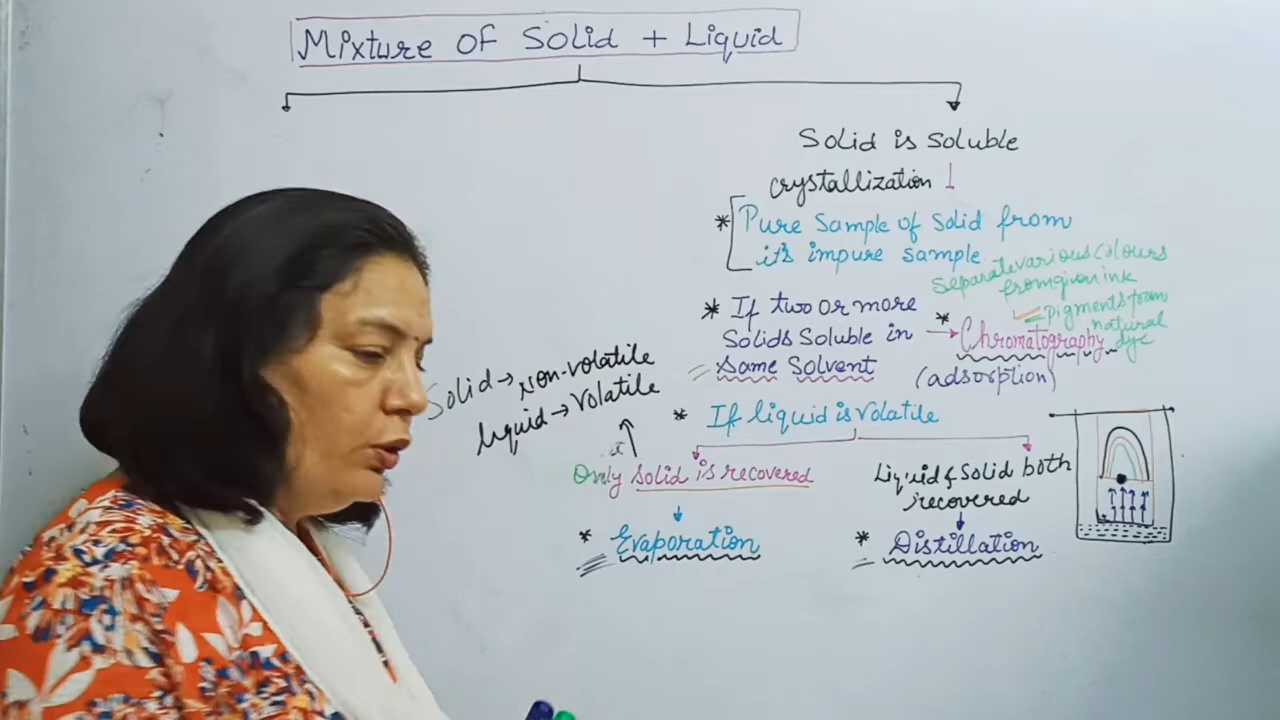 Mixture of Solid + Liquid
Solid is soluble
crystallization
* Pure sample of solid from
it's impure sample
separate various colours
from given ink
pigments from
natural
dye
* If two or more
Solids Soluble in
same solvent
→ * Chromatography
(adsorption)
Solid → non-volatile
liquid → volatile
* If liquid is volatile
Only solid is recovered
* Evaporation
Liquid & Solid both
recovered
* Distillation